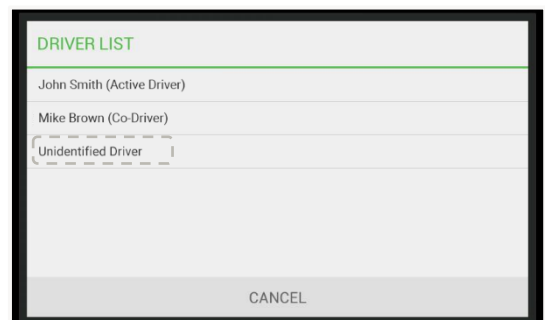 DRIVER LIST
John Smith (Active Driver)
Mike Brown (Co-Driver)
Unidentified Driver
CANCEL